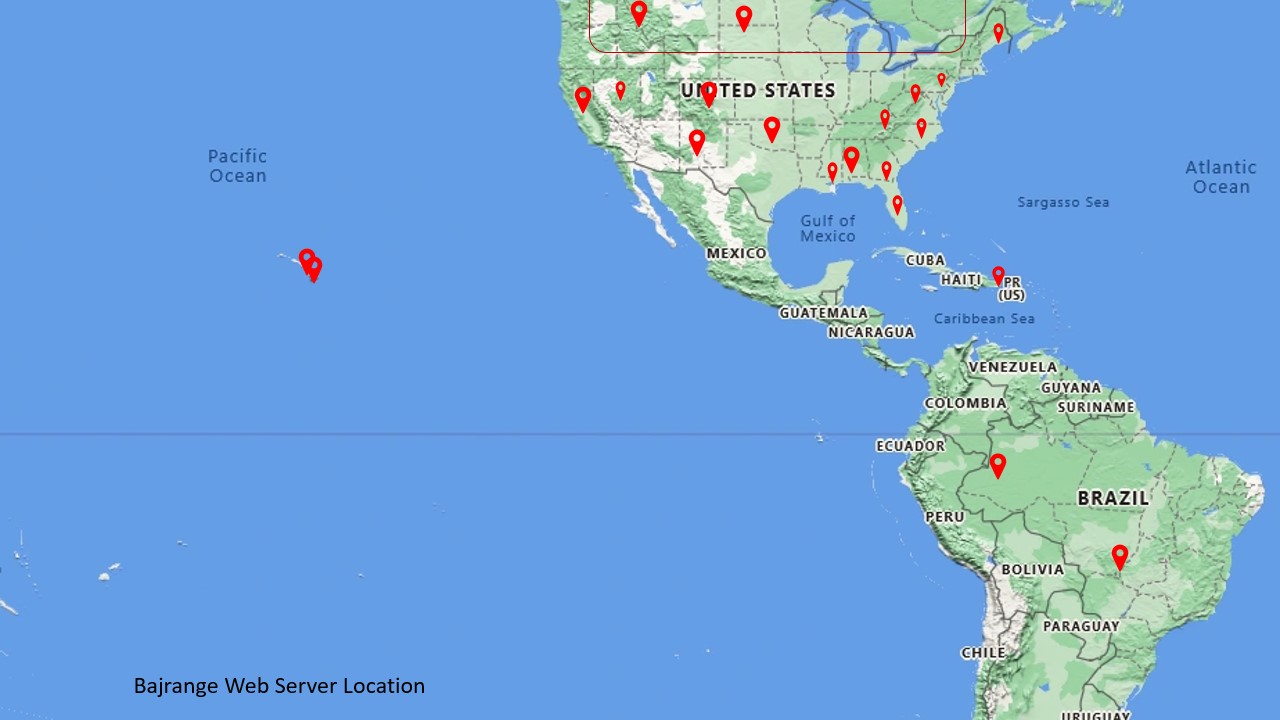 UNITED STATES
Pacific
Ocean
Atlantic
Ocean
Sargasso Sea
Gulf of
Mexico
MEXICO
CUBA
HAITI
PR
(US)
GUATEMALA
Caribbean Sea
NICARAGUA
VENEZUELA
GUYANA
COLOMBIA
SURINAME
ECUADOR
BRAZIL
PERU
BOLIVIA
PARAGUAY
CHILE
Bajrange Web Server Location
URUGUAY